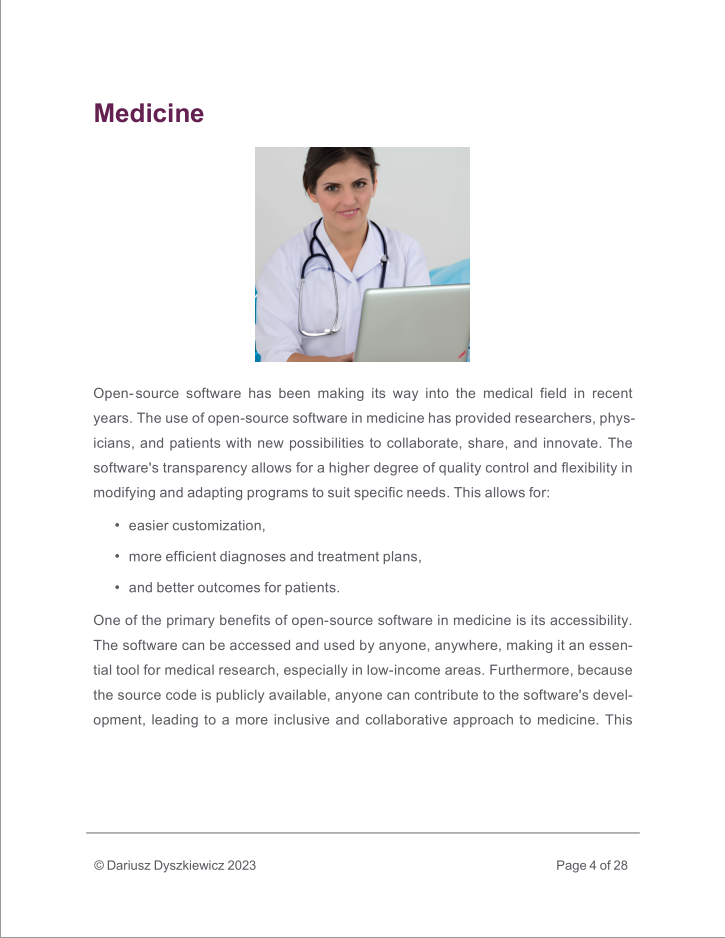 Medicine
Open-source software has been making its way into the medical field in recent
years. The use of open-source software in medicine has provided researchers, phys-
icians, and patients with new possibilities to collaborate, share, and innovate. The
software's transparency allows for a higher degree of quality control and flexibility in
modifying and adapting programs to suit specific needs. This allows for:
• easier customization,
• more efficient diagnoses and treatment plans,
• and better outcomes for patients.
One of the primary benefits of open-source software in medicine is its accessibility.
The software can be accessed and used by anyone, anywhere, making it an essen-
tial tool for medical research, especially in low-income areas. Furthermore, because
the source code is publicly available, anyone can contribute to the software's devel-
opment, leading to a more inclusive and collaborative approach to medicine. This
© Dariusz Dyszkiewicz 2023
Page 4 of 28